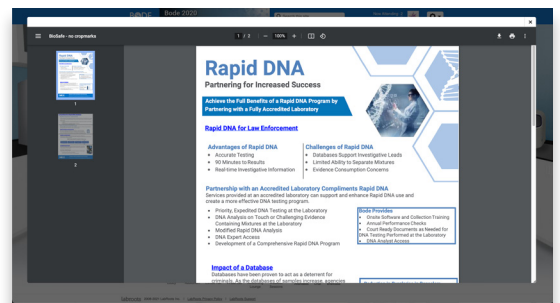 BODE
Bode 2020
BioSafe - no cropmarks
1 / 2
100%
1
2
Rapid DNA
Partnering for Increased Success
Achieve the Full Benefits of a Rapid DNA Program by
Partnering with a Fully Accredited Laboratory
Rapid DNA for Law Enforcement
Advantages of Rapid DNA
• Accurate Testing
• 90 Minutes to Results
• Real-time Investigative Information
Challenges of Rapid DNA
• Databases Support Investigative Leads
• Limited Ability to Separate Mixtures
• Evidence Consumption Concerns
Partnership with an Accredited Laboratory Compliments Rapid DNA
Services provided at an accredited laboratory can support and enhance Rapid DNA use and
create a more effective DNA testing program.
• Priority, Expedited DNA Testing at the Laboratory
• DNA Analysis on Touch or Challenging Evidence
Containing Mixtures at the Laboratory
• Modified Rapid DNA Analysis
• DNA Expert Access
• Development of a Comprehensive Rapid DNA Program
Bode Provides
• Onsite Software and Collection Training
• Annual Performance Checks
• Court Ready Documents as Needed for
DNA Testing Performed at the Laboratory
• DNA Analyst Access
Impact of a Database
Databases have been proven to act as a deterrent for
criminals. As the databases of samples increase, agencies